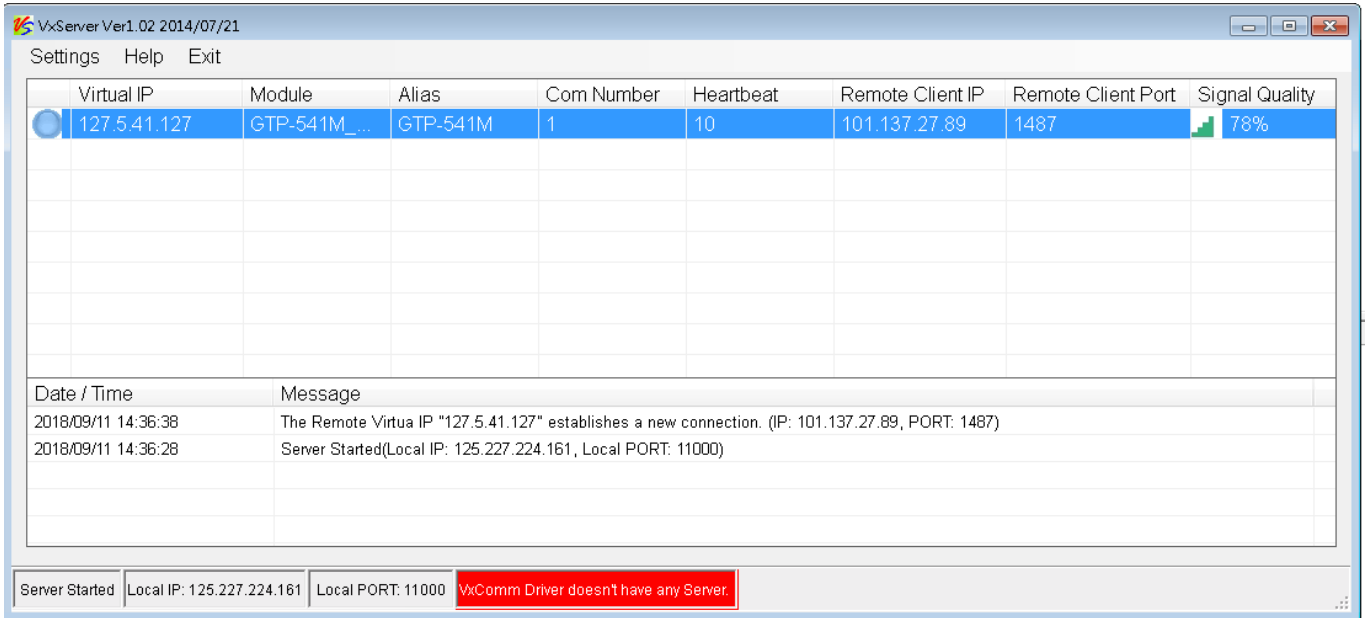 VxServer Ver1.02 2014/07/21
Settings Help Exit
Virtual IP Module Alias Com Number Heartbeat Remote Client IP Remote Client Port Signal Quality
127.5.41.127 GTP-541M_... GTP-541M 1 10 101.137.27.89 1487 78%
Date / Time Message
2018/09/11 14:36:38 The Remote Virtua IP "127.5.41.127" establishes a new connection. (IP: 101.137.27.89, PORT: 1487)
2018/09/11 14:36:28 Server Started(Local IP: 125.227.224.161, Local PORT: 11000)
Server Started Local IP: 125.227.224.161 Local PORT: 11000 VxComm Driver doesn't have any Server.